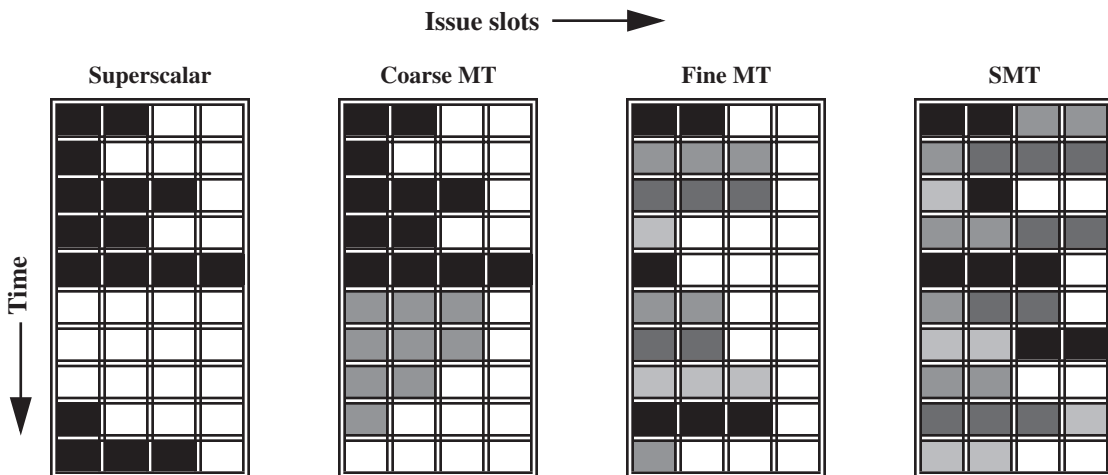 Issue slots
Superscalar
Coarse MT
Fine MT
SMT
Time